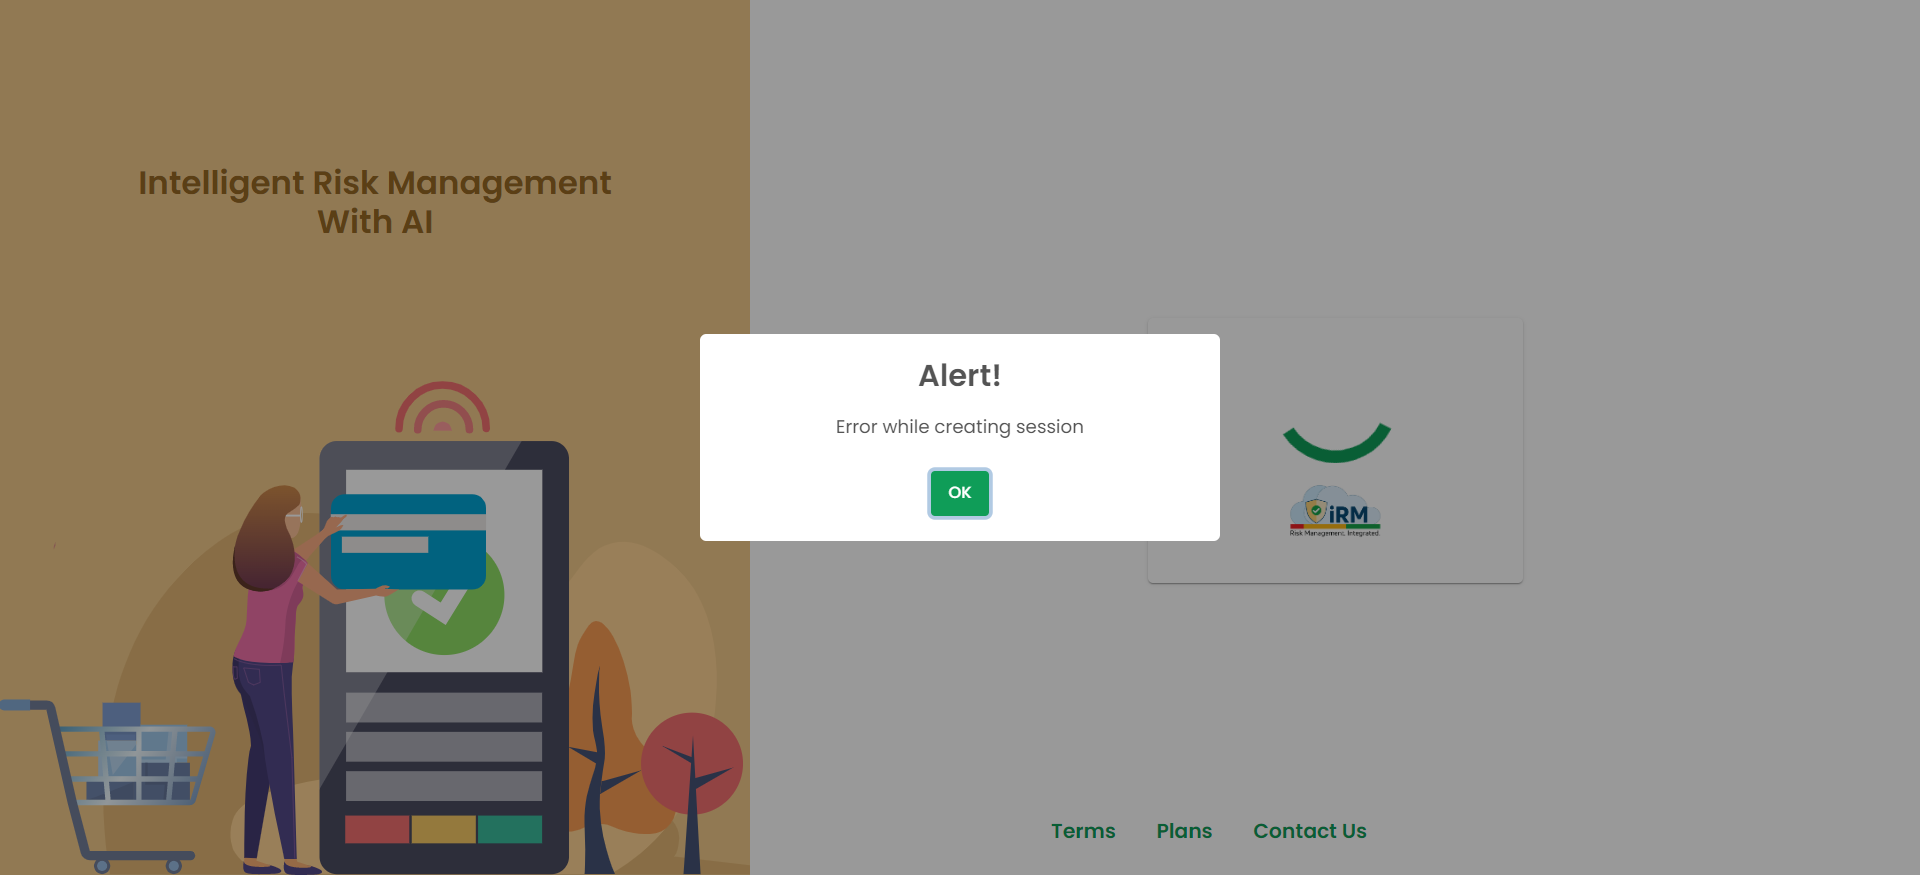 Intelligent Risk Management
With AI
Alert!
Error while creating session
OK
iRM
Risk Management, Integrated.
Terms Plans Contact Us